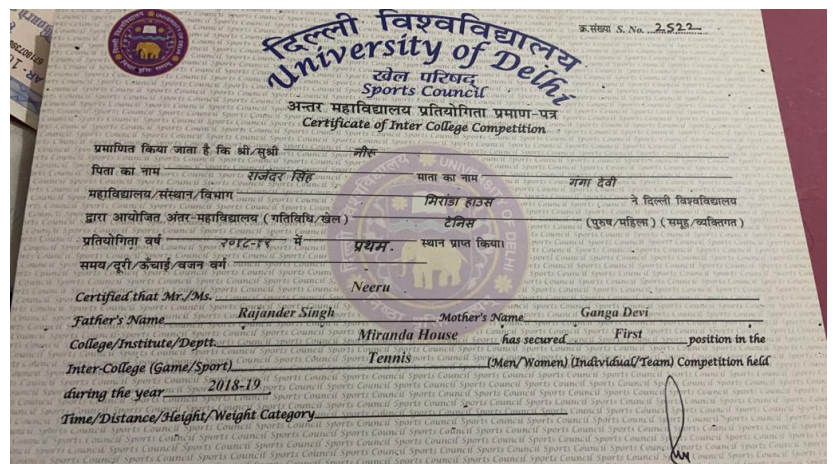 क्र.संख्या S. No. 2522
दिल्ली विश्वविद्यालय
University of Delhi
खेल परिषद्
Sports Council
अन्तर महाविद्यालय प्रतियोगिता प्रमाण-पत्र
Certificate of Inter College Competition
प्रमाणित किया जाता है कि श्री/सुश्री नीरू
पिता का नाम राजेंदर सिंह माता का नाम गंगा देवी
महाविद्यालय/संस्थान/विभाग मिरांडा हाउस ने दिल्ली विश्वविद्यालय
द्वारा आयोजित अंतर-महाविद्यालय (गतिविधि/खेल) टेनिस (पुरुष/महिला) (समूह/व्यक्तिगत)
प्रतियोगिता वर्ष २०१८-१९ में प्रथम. स्थान प्राप्त किया।
समय/दूरी/ऊँचाई/वजन वर्ग
Certified that Mr./Ms. Neeru
Father's Name Rajander Singh Mother's Name Ganga Devi
College/Institute/Deptt. Miranda House has secured First position in the
Inter-College (Game/Sport) Tennis (Men/Women) (Individual/Team) Competition held
during the year 2018-19.
Time/Distance/Height/Weight Category